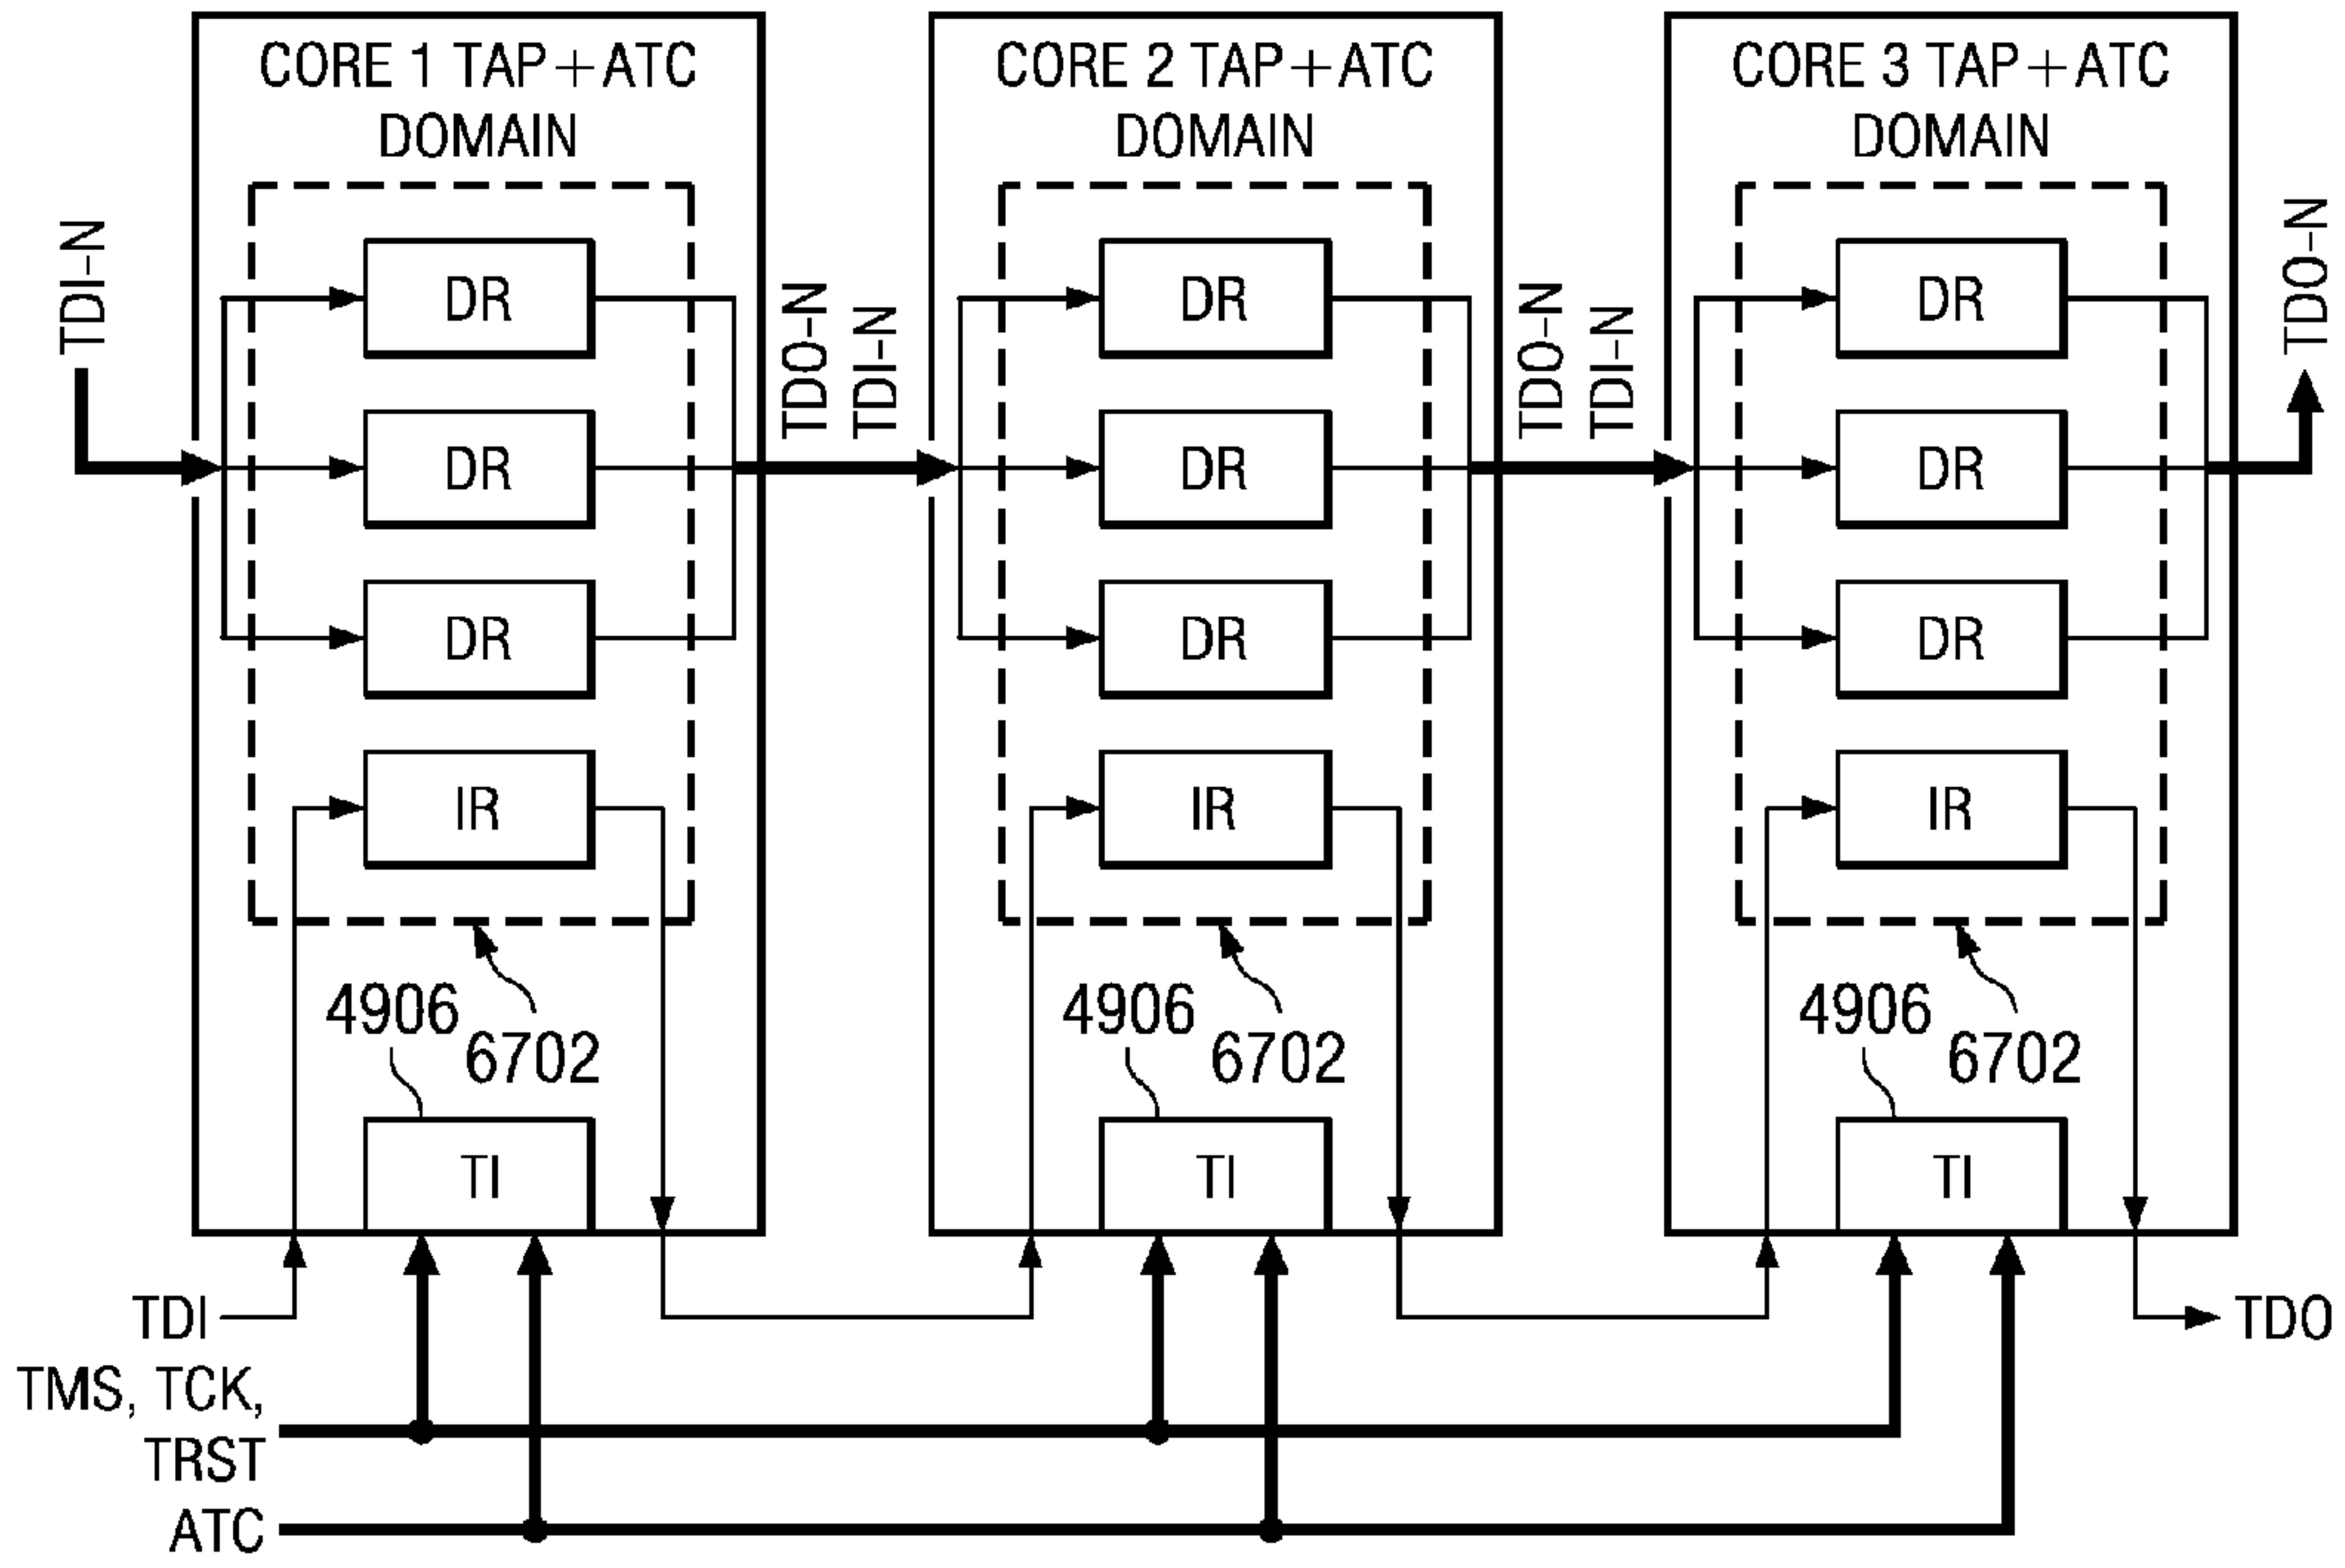 CORE 1 TAP+ATC
DOMAIN
CORE 2 TAP+ATC
DOMAIN
CORE 3 TAP+ATC
DOMAIN
TDI-N
DR
DR
DR
IR
TDO-N
TDI-N
DR
DR
DR
IR
TDO-N
TDI-N
DR
DR
DR
IR
TDO-N
4906
6702
4906
6702
4906
6702
TI
TI
TI
TDI
TDO
TMS, TCK,
TRST
ATC